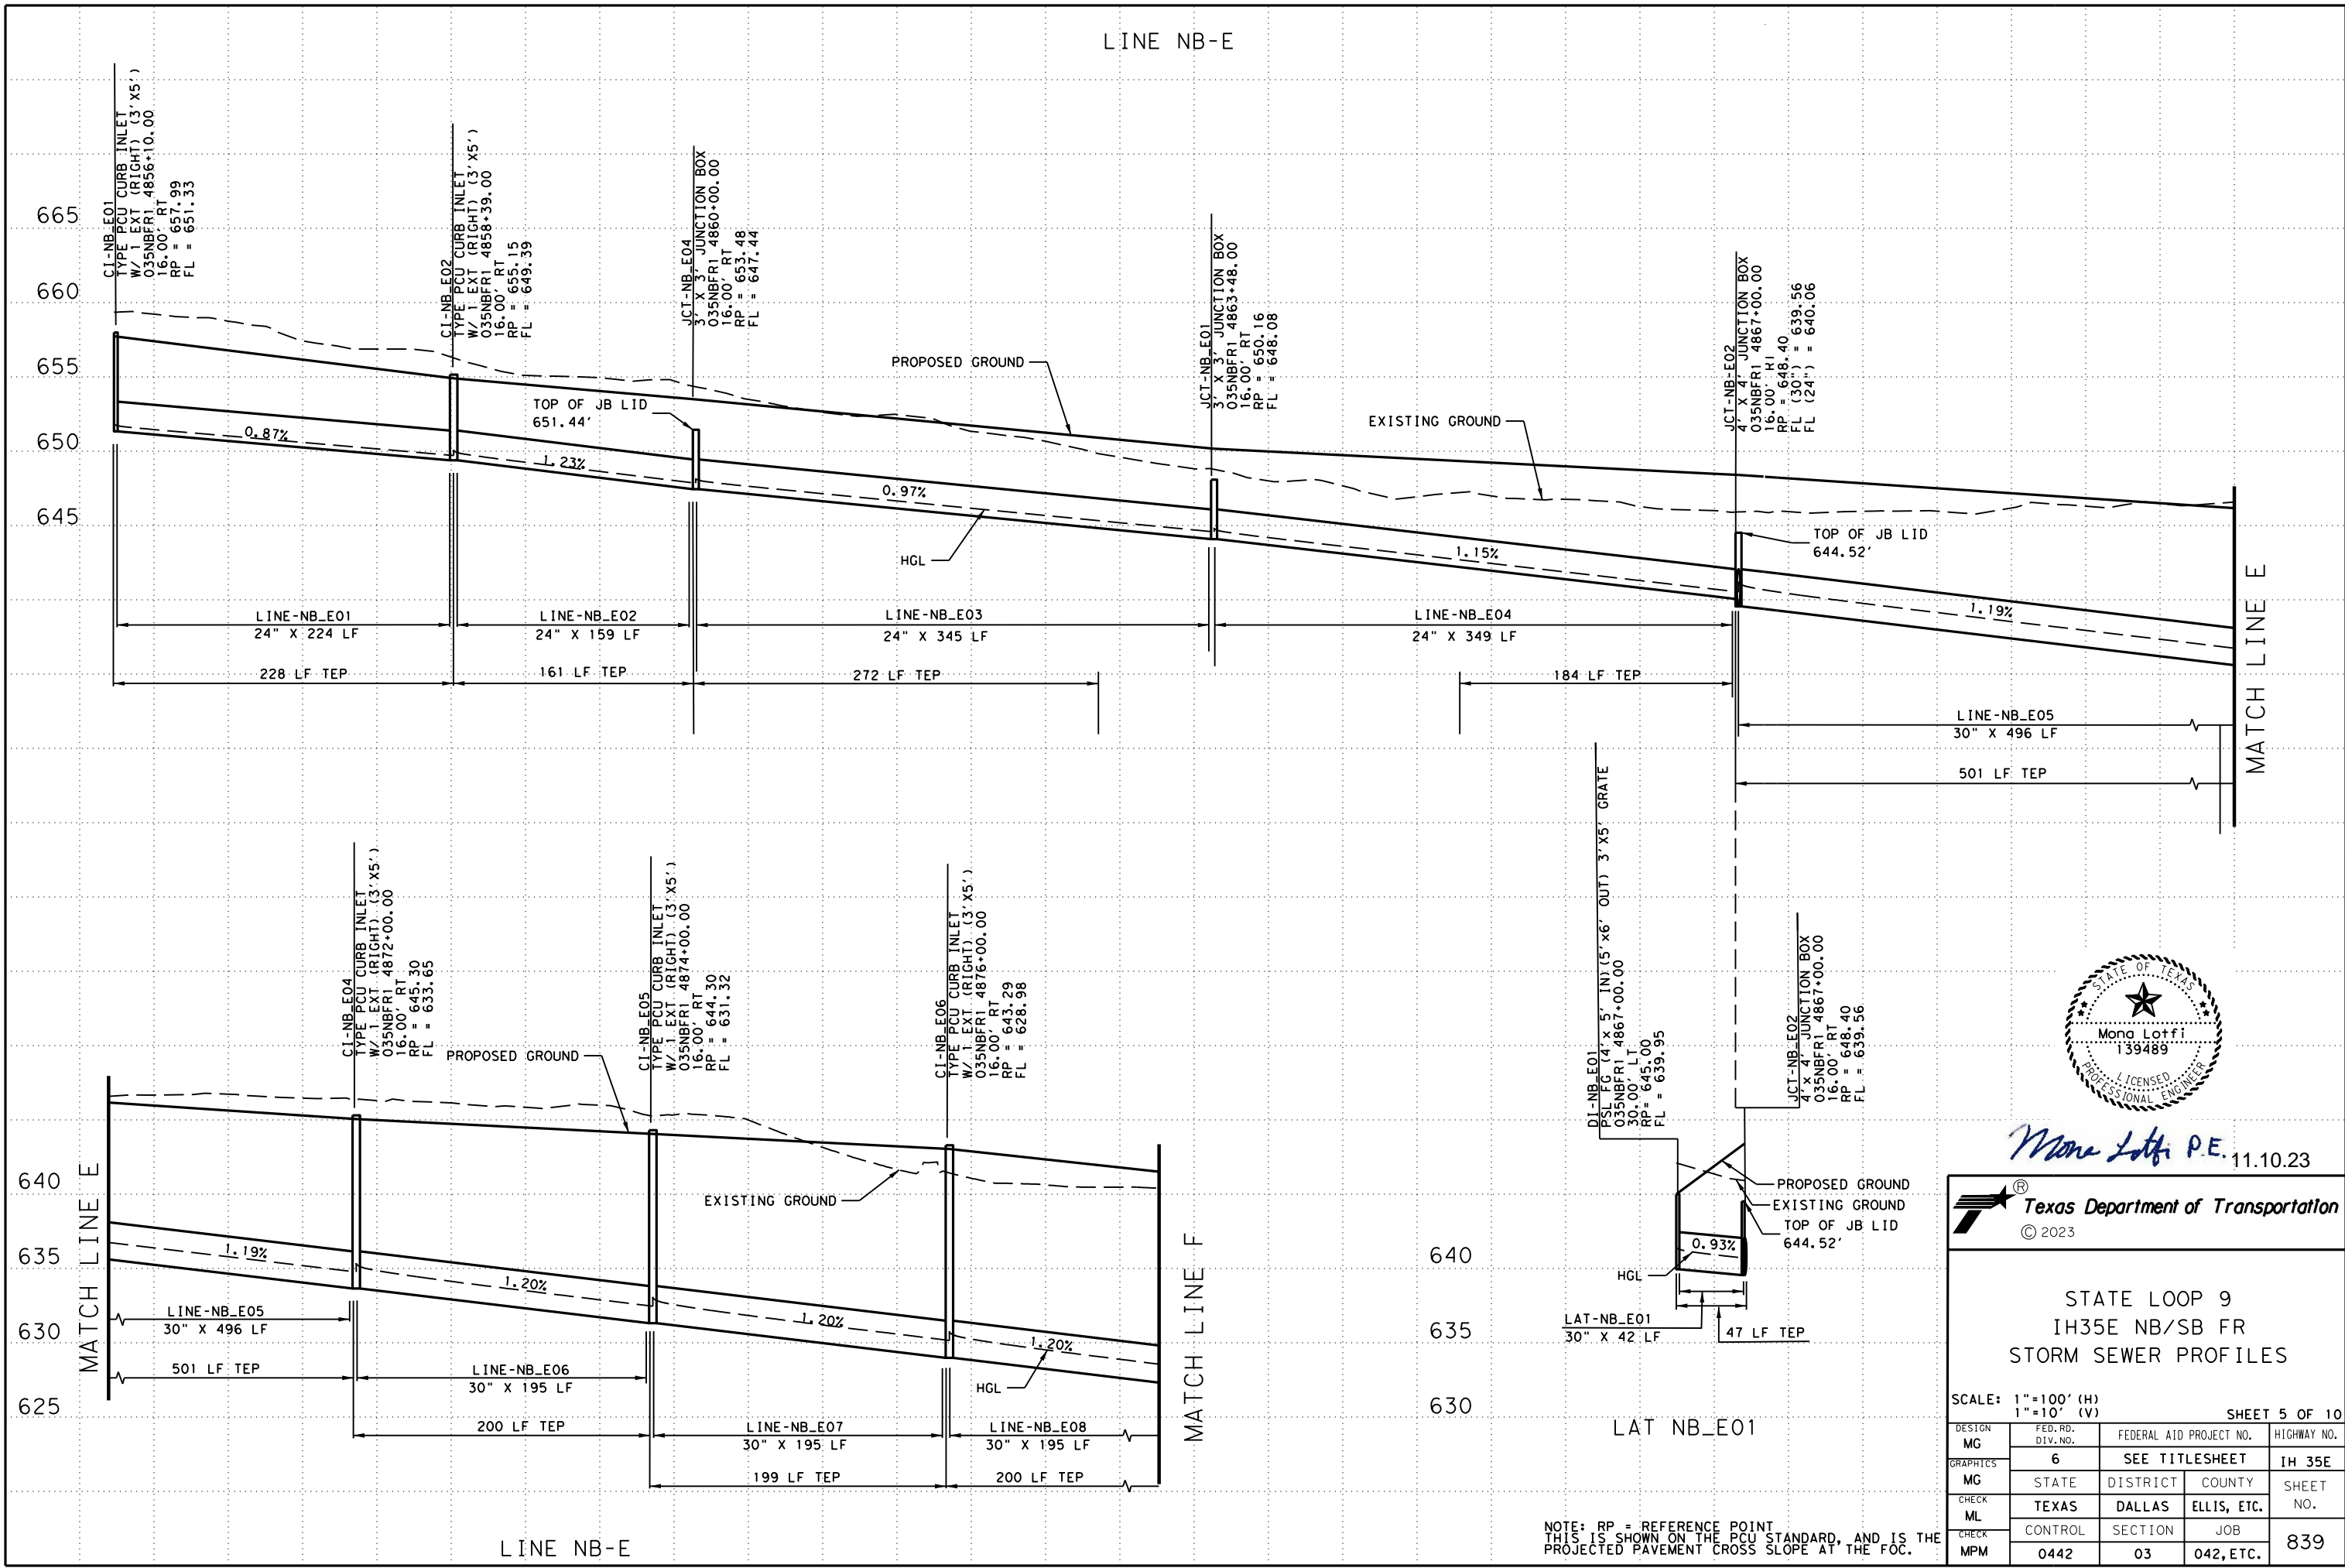 LINE NB-E
CI-NB_E01
TYPE PCU CURB INLET
W/ 1 EXT (RIGHT) (3'X5')
035NBFR1 4856+10.00
16.00' RT
RP = 657.99
FL = 651.33
CI-NB_E02
TYPE PCU CURB INLET
W/ 1 EXT (RIGHT) (3'X5')
035NBFR1 4858+39.00
16.00' RT
RP = 655.15
FL = 649.39
JCT-NB_E04
3' X 3' JUNCTION BOX
035NBFR1 4860+00.00
16.00' RT
RP = 653.48
FL = 647.44
JCT-NB_E01
3' X 3' JUNCTION BOX
035NBFR1 4863+48.00
16.00' RT
RP = 650.16
FL = 648.08
JCT-NB-E02
4' X 4' JUNCTION BOX
035NBFR1 4867+00.00
16.00'
RP = 648.40
FL (30") = 639.56
FL (24") = 640.06
665
660
655
650
645
PROPOSED GROUND
EXISTING GROUND
TOP OF JB LID
651.44'
0.87%
1.23%
0.97%
HGL
1.15%
TOP OF JB LID
644.52'
1.19%
LINE-NB_E01
24" X 224 LF
LINE-NB_E02
24" X 159 LF
LINE-NB_E03
24" X 345 LF
LINE-NB_E04
24" X 349 LF
228 LF TEP
161 LF TEP
272 LF TEP
184 LF TEP
LINE-NB_E05
30" X 496 LF
501 LF TEP
MATCH LINE E
CI-NB_E04
TYPE PCU CURB INLET
W/ 1 EXT (RIGHT) (3'X5')
035NBFR1 4872+00.00
16.00' RT
RP = 645.30
FL = 633.65
CI-NB_E05
TYPE PCU CURB INLET
W/ 1 EXT (RIGHT) (3'X5')
035NBFR1 4874+00.00
16.00' RT
RP = 644.30
FL = 631.32
CI-NB_E06
TYPE PCU CURB INLET
W/ 1 EXT (RIGHT) (3'X5')
035NBFR1 4876+00.00
16.00' RT
RP = 643.29
FL = 628.98
PROPOSED GROUND
EXISTING GROUND
640
635
630
625
MATCH LINE E
1.19%
1.20%
1.20%
1.20%
HGL
LINE-NB_E05
30" X 496 LF
501 LF TEP
LINE-NB_E06
30" X 195 LF
200 LF TEP
LINE-NB_E07
30" X 195 LF
199 LF TEP
LINE-NB_E08
30" X 195 LF
200 LF TEP
MATCH LINE F
LINE NB-E
DI-NB_E01
PSL FG (4' x 5' IN)(5'x6' OUT) 3'X5' GRATE
035NBFR1 4867+00.00
30.00' LT
RP= 645.00
FL = 639.95
JCT-NB_E02
4' X 4' JUNCTION BOX
035NBFR1 4867+00.00
16.00' RT
RP = 648.40
FL = 639.56
PROPOSED GROUND
EXISTING GROUND
TOP OF JB LID
644.52'
0.93%
HGL
640
635
630
LAT-NB_E01
30" X 42 LF
47 LF TEP
LAT NB_E01
STATE OF TEXAS
Mona Lotfi
139489
LICENSED
PROFESSIONAL ENGINEER
Mona Lotfi P.E. 11.10.23
® Texas Department of Transportation
© 2023
STATE LOOP 9
IH35E NB/SB FR
STORM SEWER PROFILES
SCALE: 1"=100' (H)
1"=10' (V)
SHEET 5 OF 10
DESIGN
MG
GRAPHICS
MG
CHECK
ML
CHECK
MPM
FED.RD. DIV.NO.
FEDERAL AID PROJECT NO.
HIGHWAY NO.
6
SEE TITLESHEET
IH 35E
STATE
DISTRICT
COUNTY
SHEET NO.
TEXAS
DALLAS
ELLIS, ETC.
CONTROL
SECTION
JOB
839
0442
03
042,ETC.
NOTE: RP = REFERENCE POINT
THIS IS SHOWN ON THE PCU STANDARD, AND IS THE
PROJECTED PAVEMENT CROSS SLOPE AT THE FOC.